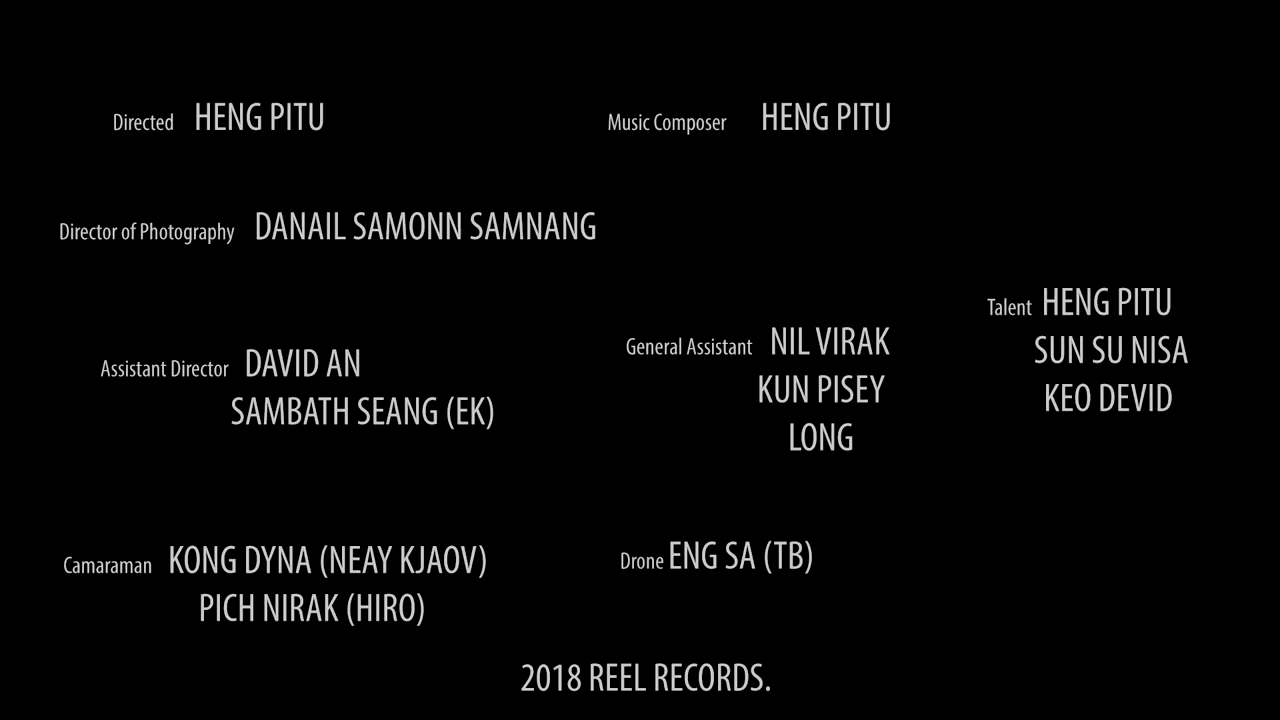 Directed HENG PITU
Music Composer HENG PITU
Director of Photography DANAIL SAMONN SAMNANG
Assistant Director DAVID AN
SAMBATH SEANG (EK)
General Assistant NIL VIRAK
KUN PISEY
LONG
Talent HENG PITU
SUN SU NISA
KEO DEVID
Camaraman KONG DYNA (NEAY KJAOV)
PICH NIRAK (HIRO)
Drone ENG SA (TB)
2018 REEL RECORDS.